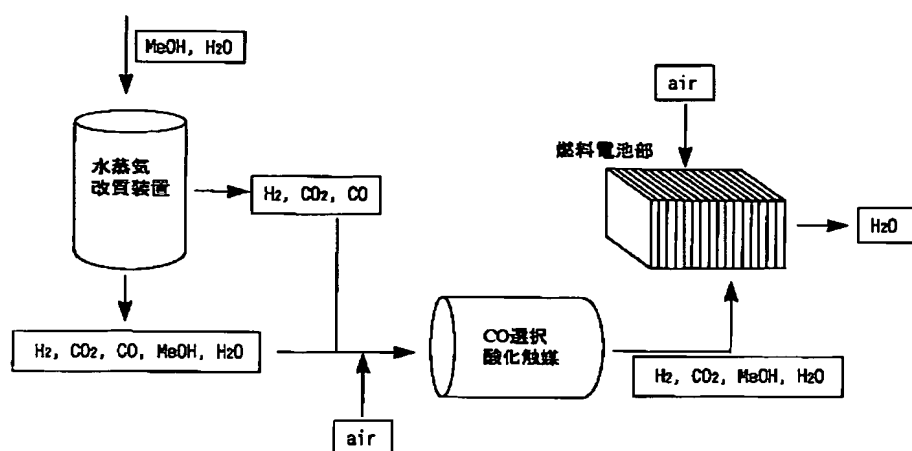 MeOH, H2O
air
水蒸気
改質装置
燃料電池部
H2, CO2, CO
H2O
CO選択
酸化触媒
H2, CO2, CO, MeOH, H2O
H2, CO2, MeOH, H2O
air